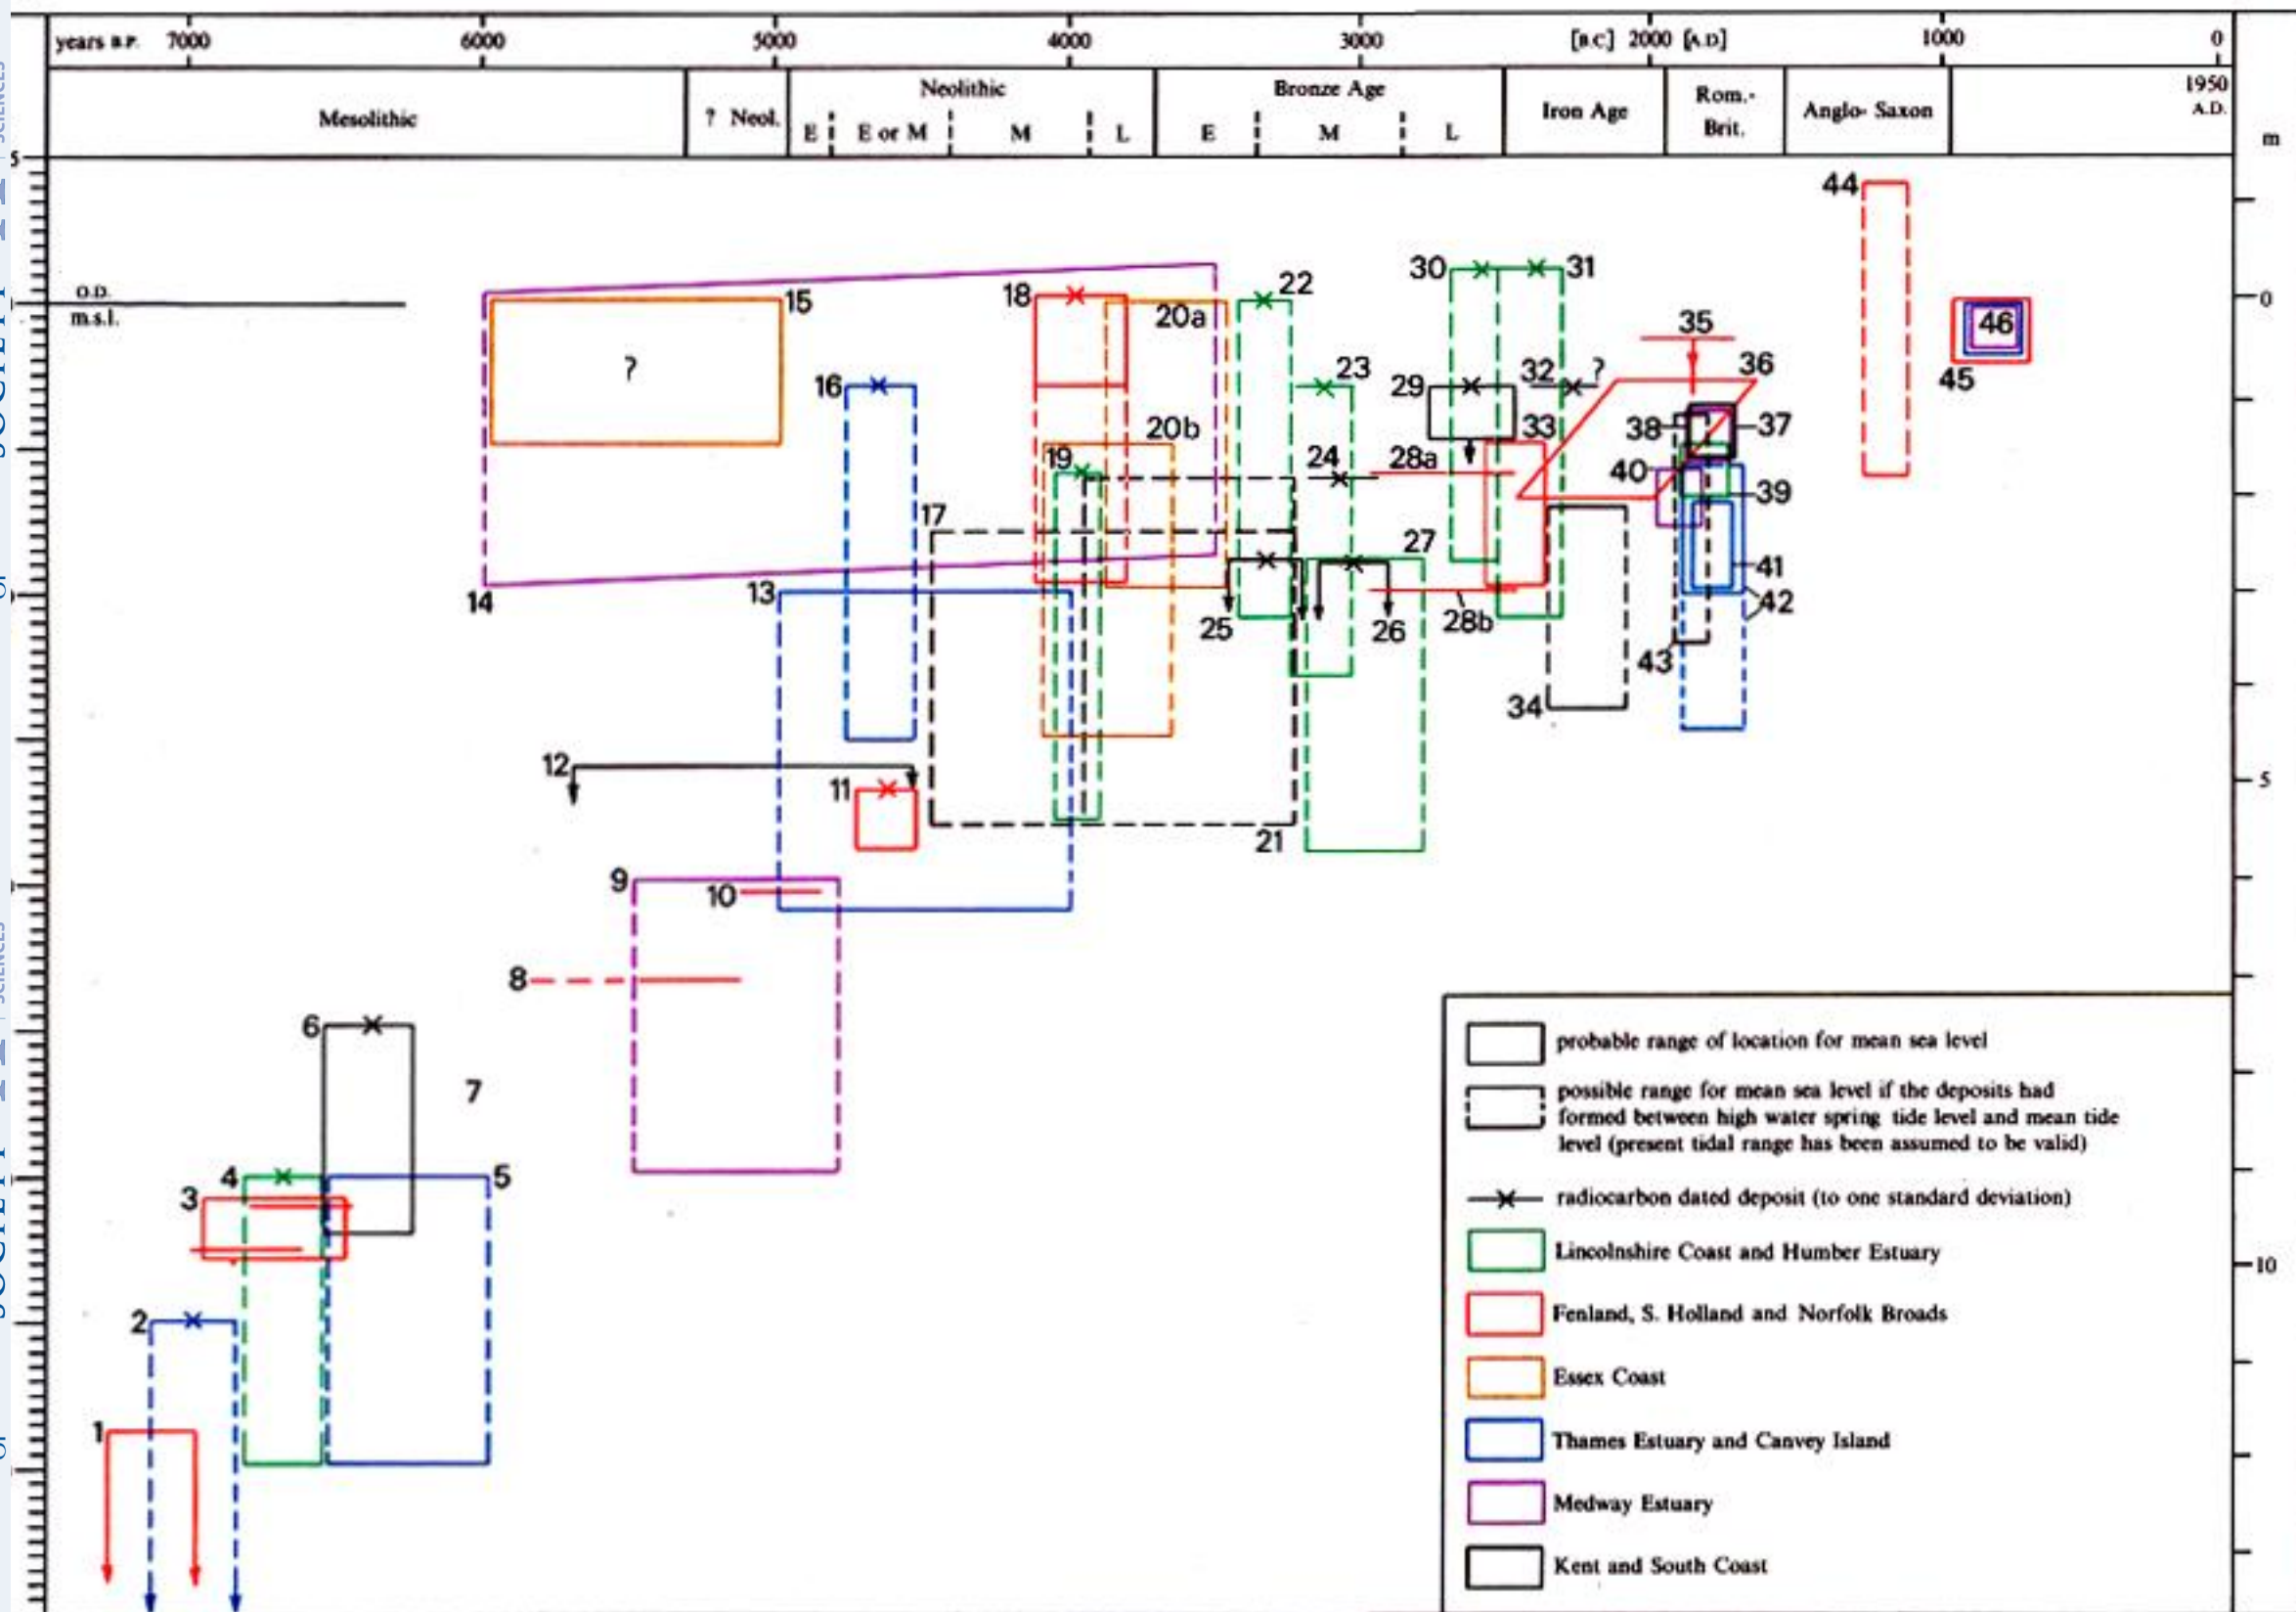 years B.P. 7000 6000 5000 4000 3000 [B.C.] 2000 [A.D.] 1000 0
Mesolithic ? Neol. Neolithic Bronze Age Iron Age Rom.-Brit. Anglo- Saxon 1950 A.D.
E E or M M L E M L
m
5
O.D.
m.s.l.
0
5
10
44
30
31
22
15
18
20a
46
35
?
16
23
29
32
?
36
45
20b
38
37
19
24
28a
33
40
39
17
14
13
27
41
42
25
26
28b
43
34
12
11
21
9
10
8
6
7
4
5
3
2
1
probable range of location for mean sea level
possible range for mean sea level if the deposits had
formed between high water spring tide level and mean tide
level (present tidal range has been assumed to be valid)
radiocarbon dated deposit (to one standard deviation)
Lincolnshire Coast and Humber Estuary
Fenland, S. Holland and Norfolk Broads
Essex Coast
Thames Estuary and Canvey Island
Medway Estuary
Kent and South Coast
SCIENCES
SOCIETY
OF
SCIENCES
SOCIETY
OF